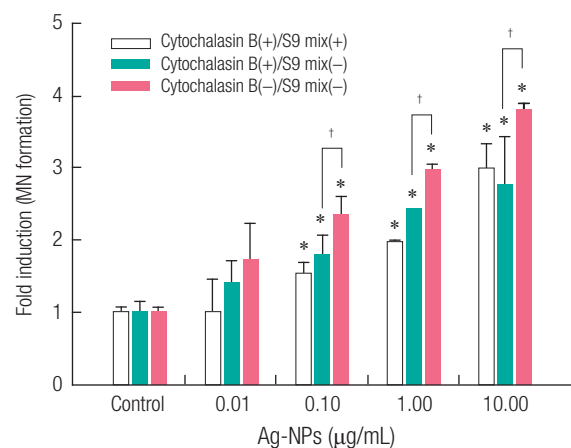 Cytochalasin B(+)/S9 mix(+)
Cytochalasin B(+)/S9 mix(−)
Cytochalasin B(−)/S9 mix(−)
Fold induction (MN formation)
5
4
3
2
1
0
* * * †
* * * †
* * * †
Control 0.01 0.10 1.00 10.00
Ag-NPs (µg/mL)